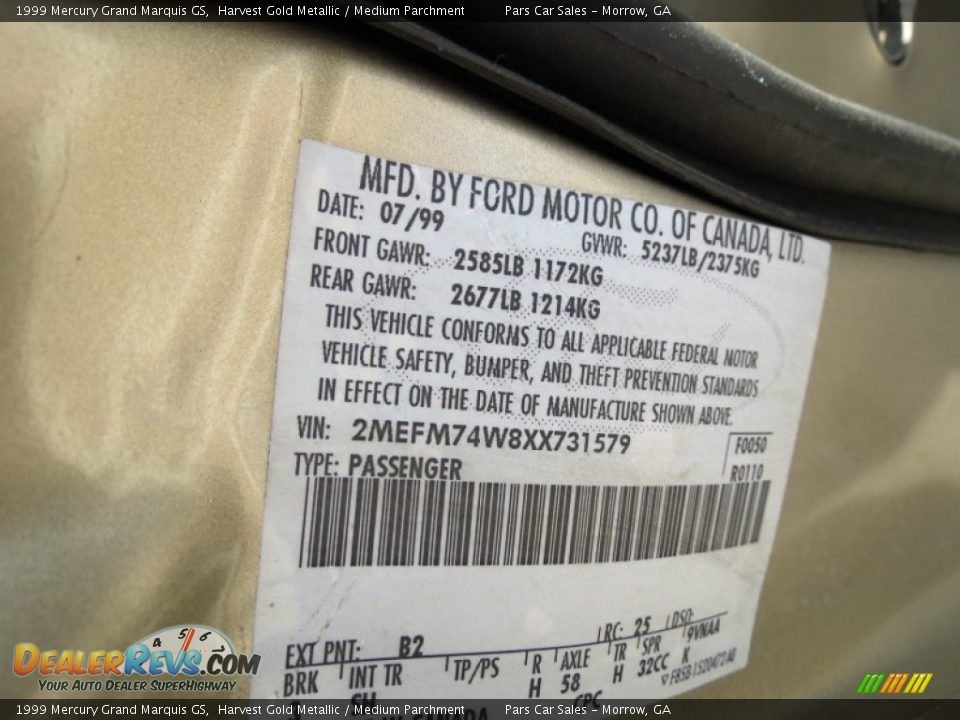 1999 Mercury Grand Marquis GS, Harvest Gold Metallic / Medium Parchment Pars Car Sales - Morrow, GA
MFD. BY FORD MOTOR CO. OF CANADA, LTD.
DATE: 07/99 GVWR: 5237LB/2375KG
FRONT GAWR: 2585LB 1172KG
REAR GAWR: 2677LB 1214KG
THIS VEHICLE CONFORMS TO ALL APPLICABLE FEDERAL MOTOR
VEHICLE SAFETY, BUMPER, AND THEFT PREVENTION STANDARDS
IN EFFECT ON THE DATE OF MANUFACTURE SHOWN ABOVE.
VIN: 2MEFM74W8XX731579 F0050
TYPE: PASSENGER R0110
EXT PNT: B2 RC: 25 DSO:
BRK INT TR TP/PS R AXLE TR SPR 9VNAA
H 58 H 32CC K
4 5 6
DEALERREVS.COM
YOUR AUTO DEALER SUPERHIGHWAY
1999 Mercury Grand Marquis GS, Harvest Gold Metallic / Medium Parchment Pars Car Sales - Morrow, GA